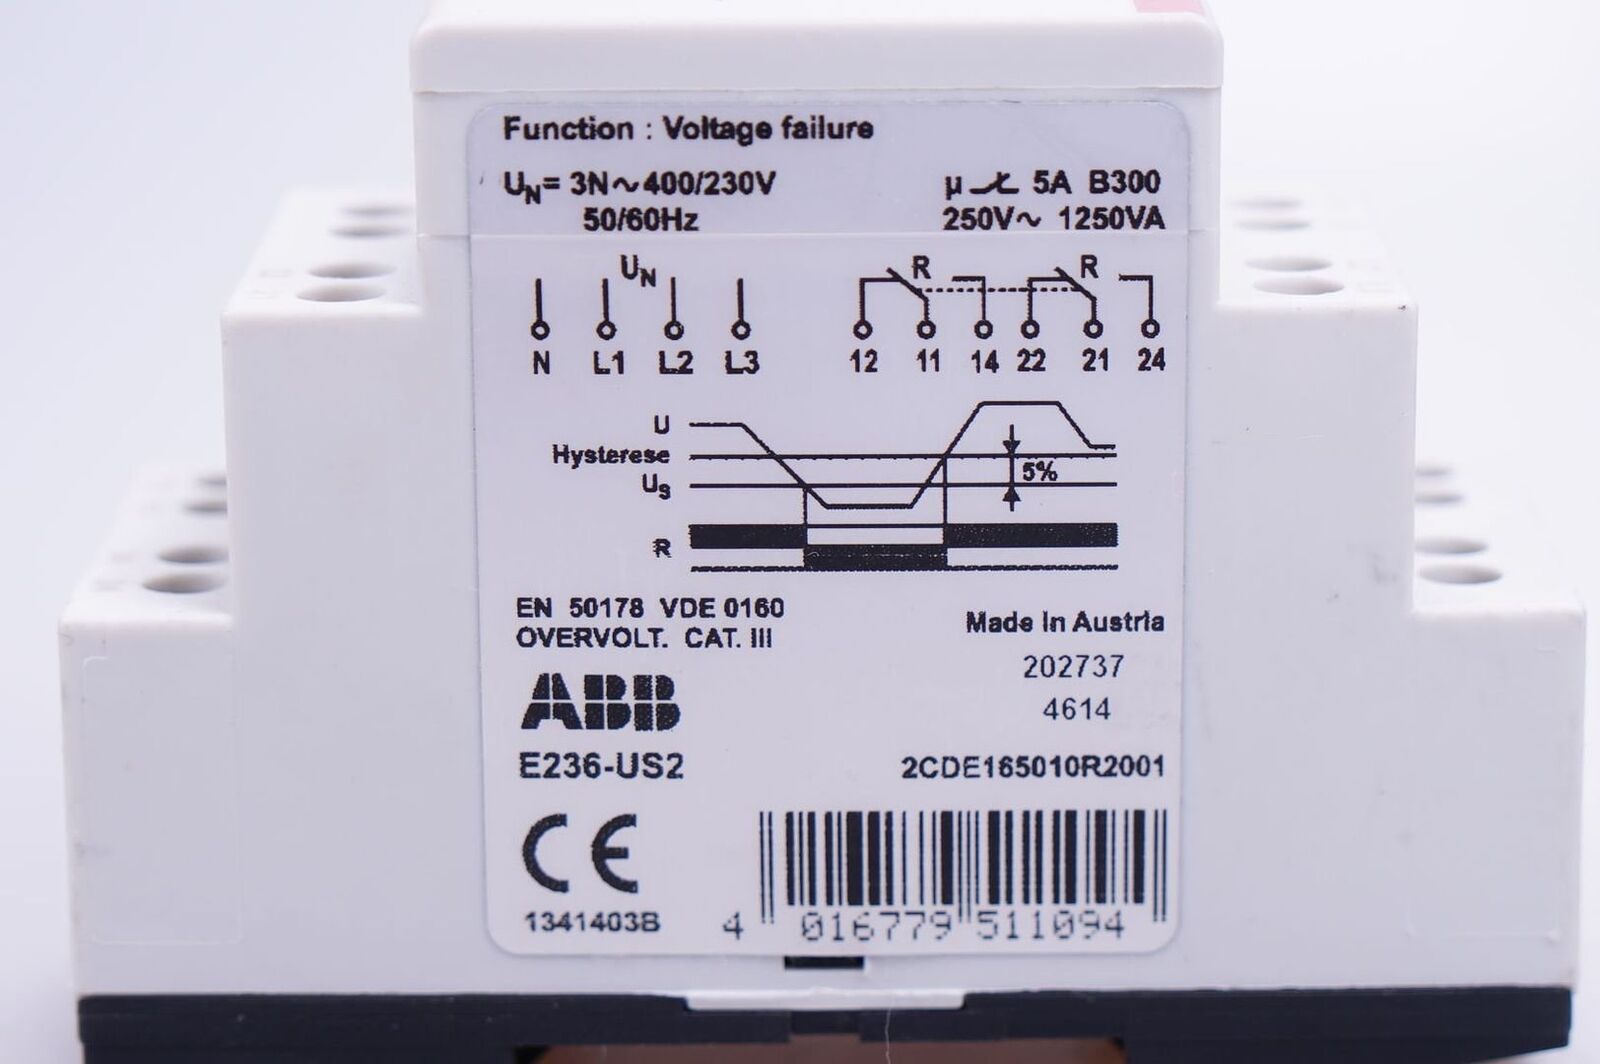 Function : Voltage failure
UN= 3N~400/230V
50/60Hz
µ 5A B300
250V~ 1250VA
UN
N L1 L2 L3
R R
12 11 14 22 21 24
U
Hysterese
Us
5%
R
EN 50178 VDE 0160
OVERVOLT. CAT. III
Made in Austria
202737
4614
ABB
E236-US2
2CDE165010R2001
CE
1341403B
4 016779 511094